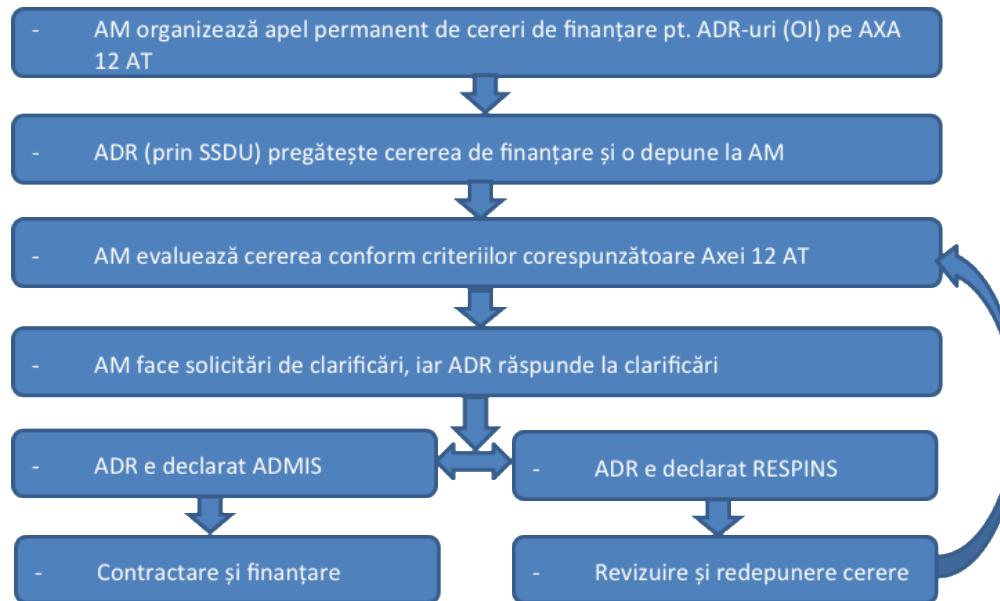 - AM organizează apel permanent de cereri de finanțare pt. ADR-uri (OI) pe AXA
12 AT
- ADR (prin SSDU) pregătește cererea de finanțare și o depune la AM
- AM evaluează cererea conform criteriilor corespunzătoare Axei 12 AT
- AM face solicitări de clarificări, iar ADR răspunde la clarificări
- ADR e declarat ADMIS
- ADR e declarat RESPINS
- Contractare și finanțare
- Revizuire și redepunere cerere